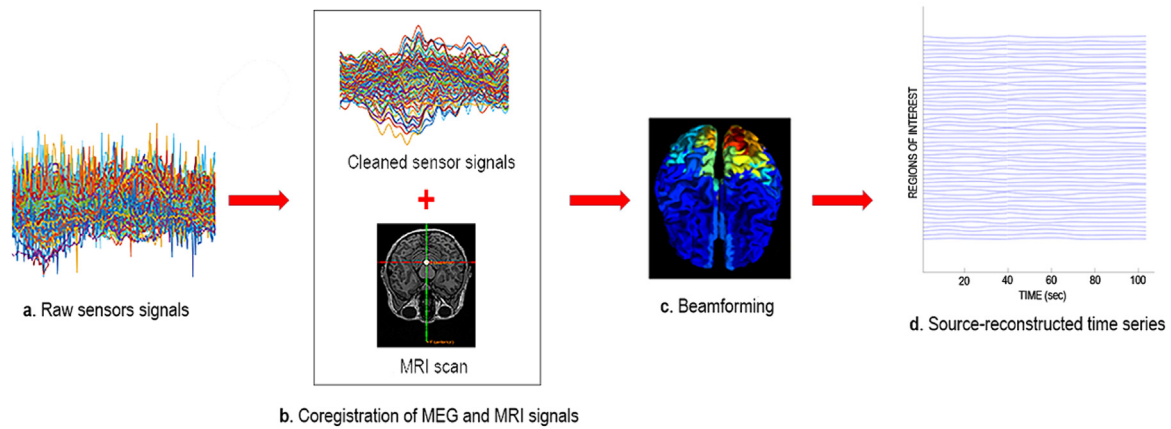 a. Raw sensors signals
Cleaned sensor signals
+
MRI scan
b. Coregistration of MEG and MRI signals
c. Beamforming
REGIONS OF INTEREST
20 40 60 80 100
TIME (sec)
d. Source-reconstructed time series